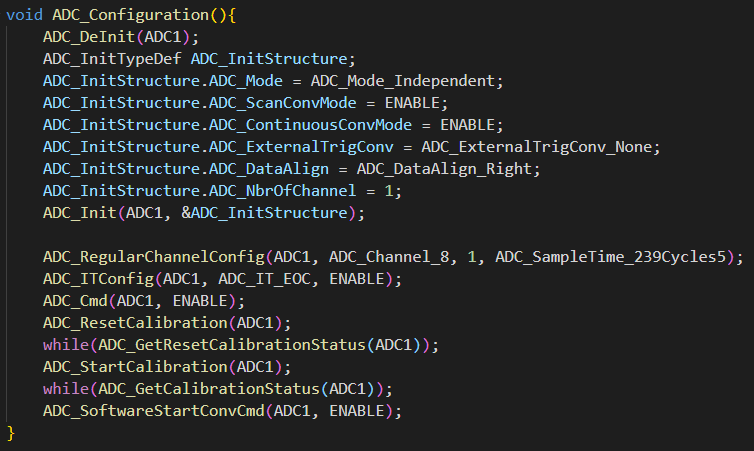 void ADC_Configuration(){
    ADC_DeInit(ADC1);
    ADC_InitTypeDef ADC_InitStructure;
    ADC_InitStructure.ADC_Mode = ADC_Mode_Independent;
    ADC_InitStructure.ADC_ScanConvMode = ENABLE;
    ADC_InitStructure.ADC_ContinuousConvMode = ENABLE;
    ADC_InitStructure.ADC_ExternalTrigConv = ADC_ExternalTrigConv_None;
    ADC_InitStructure.ADC_DataAlign = ADC_DataAlign_Right;
    ADC_InitStructure.ADC_NbrOfChannel = 1;
    ADC_Init(ADC1, &ADC_InitStructure);

    ADC_RegularChannelConfig(ADC1, ADC_Channel_8, 1, ADC_SampleTime_239Cycles5);
    ADC_ITConfig(ADC1, ADC_IT_EOC, ENABLE);
    ADC_Cmd(ADC1, ENABLE);
    ADC_ResetCalibration(ADC1);
    while(ADC_GetResetCalibrationStatus(ADC1));
    ADC_StartCalibration(ADC1);
    while(ADC_GetCalibrationStatus(ADC1));
    ADC_SoftwareStartConvCmd(ADC1, ENABLE);
}